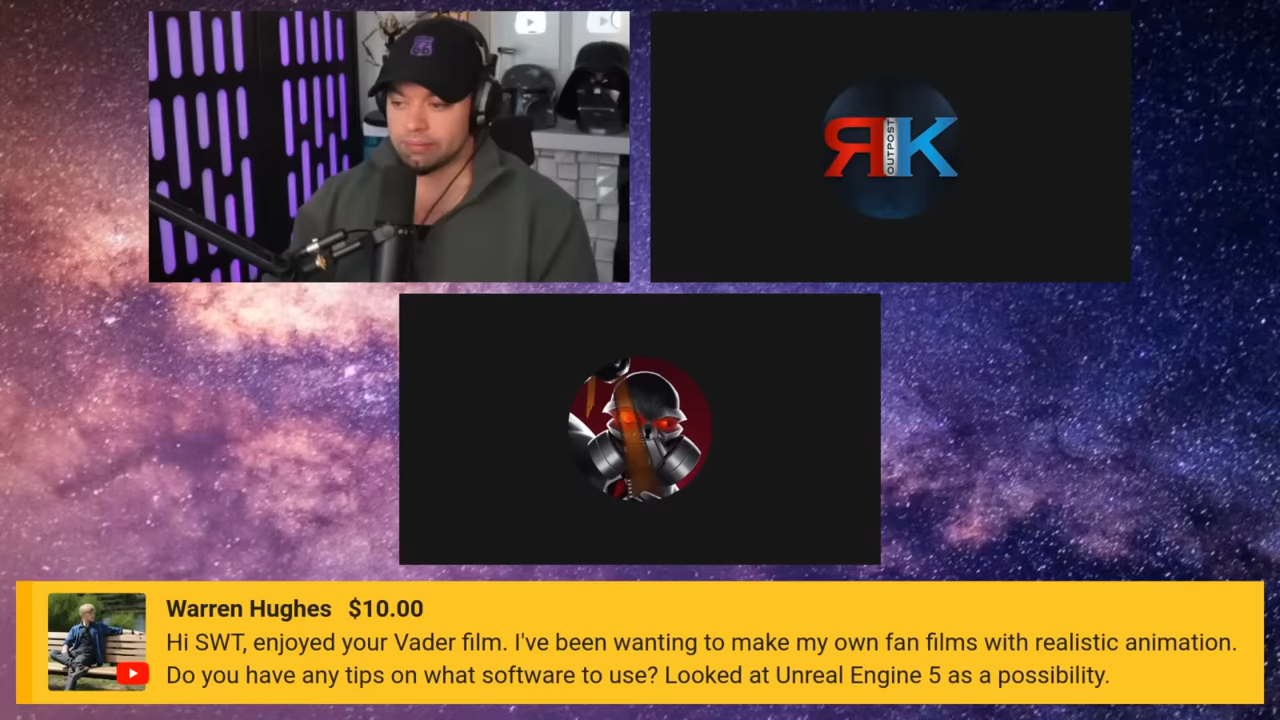 66
ЯK
OUTPOST
Warren Hughes $10.00
Hi SWT, enjoyed your Vader film. I've been wanting to make my own fan films with realistic animation.
Do you have any tips on what software to use? Looked at Unreal Engine 5 as a possibility.